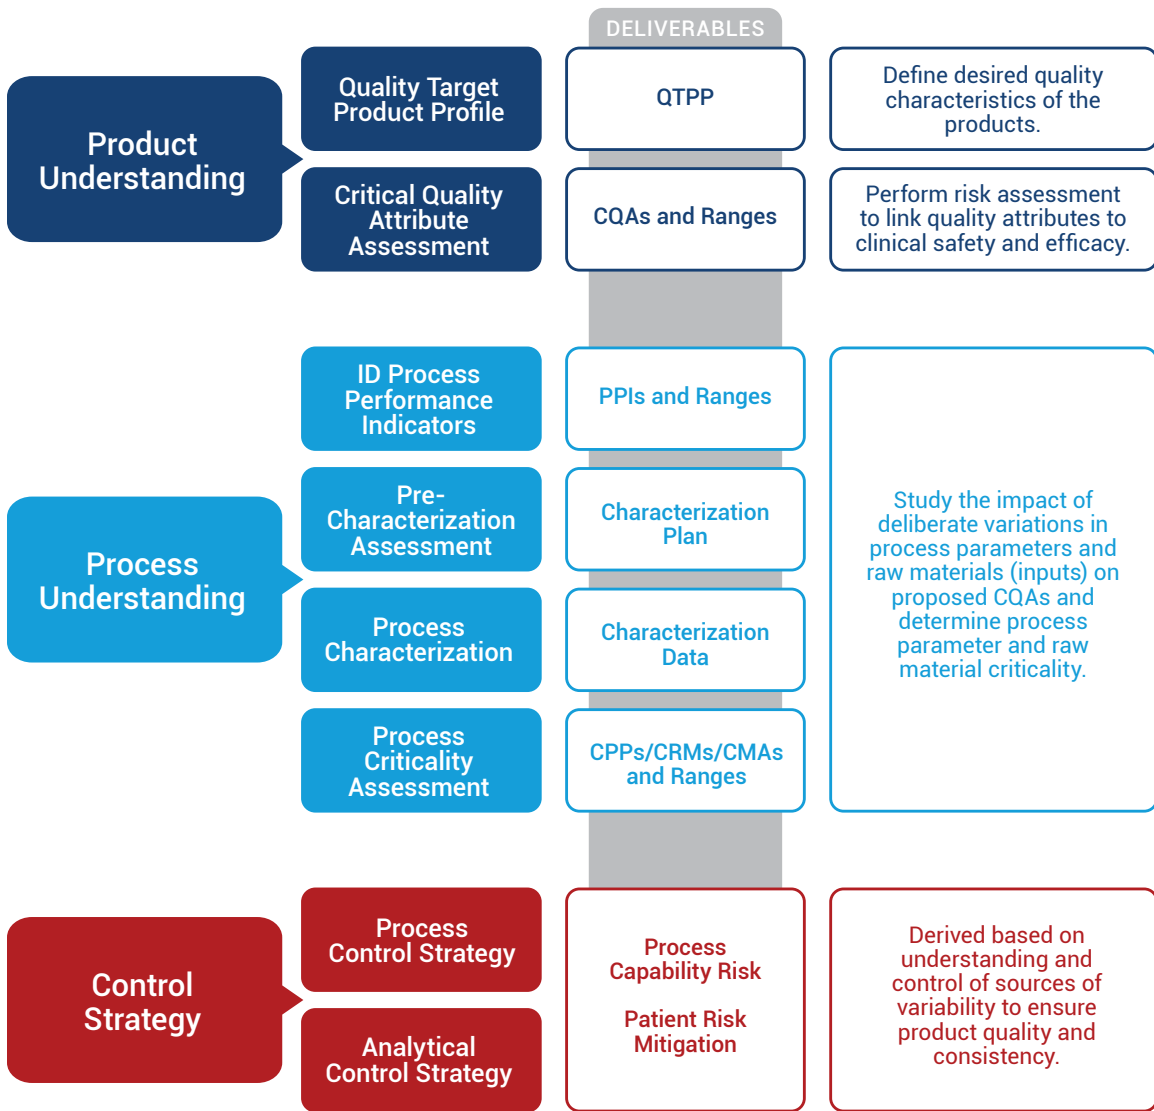 DELIVERABLES
Product
Understanding
Quality Target
Product Profile
QTPP
Define desired quality
characteristics of the
products.
Critical Quality
Attribute
Assessment
CQAs and Ranges
Perform risk assessment
to link quality attributes to
clinical safety and efficacy.
Process
Understanding
ID Process
Performance
Indicators
PPIs and Ranges
Pre-
Characterization
Assessment
Characterization
Plan
Process
Characterization
Characterization
Data
Process
Criticality
Assessment
CPPs/CRMs/CMAs
and Ranges
Study the impact of
deliberate variations in
process parameters and
raw materials (inputs) on
proposed CQAs and
determine process
parameter and raw
material criticality.
Control
Strategy
Process
Control Strategy
Analytical
Control Strategy
Process
Capability Risk
Patient Risk
Mitigation
Derived based on
understanding and
control of sources of
variability to ensure
product quality and
consistency.